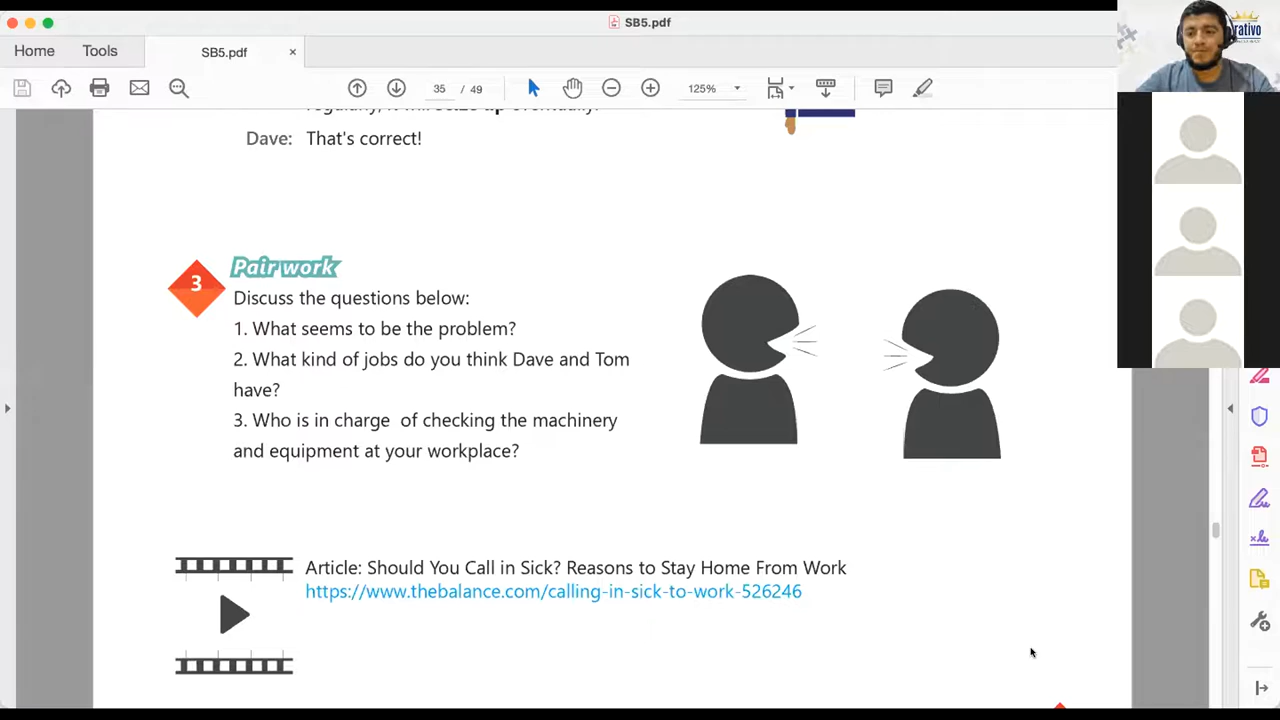 SB5.pdf
Home
Tools
SB5.pdf
×
35 / 49
125%
rativo
Dave: That's correct!
3
Pair work
Discuss the questions below:
1. What seems to be the problem?
2. What kind of jobs do you think Dave and Tom
have?
3. Who is in charge of checking the machinery
and equipment at your workplace?
Article: Should You Call in Sick? Reasons to Stay Home From Work
https://www.thebalance.com/calling-in-sick-to-work-526246